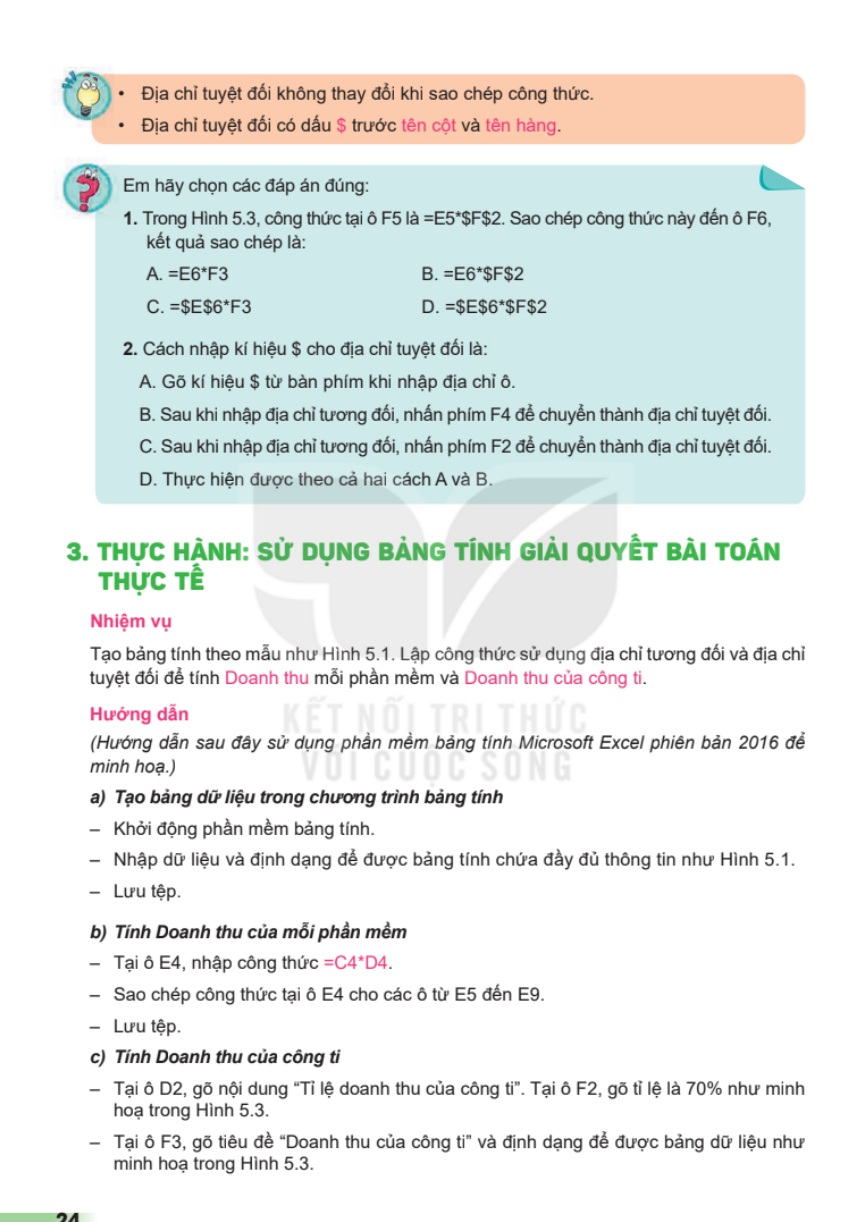 • Địa chỉ tuyệt đối không thay đổi khi sao chép công thức.
• Địa chỉ tuyệt đối có dấu $ trước tên cột và tên hàng.
Em hãy chọn các đáp án đúng:
1. Trong Hình 5.3, công thức tại ô F5 là =E5*$F$2. Sao chép công thức này đến ô F6,
kết quả sao chép là:
A. =E6*F3 B. =E6*$F$2
C. =$E$6*F3 D. =$E$6*$F$2
2. Cách nhập kí hiệu $ cho địa chỉ tuyệt đối là:
A. Gõ kí hiệu $ từ bàn phím khi nhập địa chỉ ô.
B. Sau khi nhập địa chỉ tương đối, nhấn phím F4 để chuyển thành địa chỉ tuyệt đối.
C. Sau khi nhập địa chỉ tương đối, nhấn phím F2 để chuyển thành địa chỉ tuyệt đối.
D. Thực hiện được theo cả hai cách A và B.
3. THỰC HÀNH: SỬ DỤNG BẢNG TÍNH GIẢI QUYẾT BÀI TOÁN
THỰC TẾ
Nhiệm vụ
Tạo bảng tính theo mẫu như Hình 5.1. Lập công thức sử dụng địa chỉ tương đối và địa chỉ
tuyệt đối để tính Doanh thu mỗi phần mềm và Doanh thu của công ti.
KẾT NỐI TRI THỨC
VỚI CUỘC SỐNG
Hướng dẫn
(Hướng dẫn sau đây sử dụng phần mềm bảng tính Microsoft Excel phiên bản 2016 để
minh hoạ.)
a) Tạo bảng dữ liệu trong chương trình bảng tính
– Khởi động phần mềm bảng tính.
– Nhập dữ liệu và định dạng để được bảng tính chứa đầy đủ thông tin như Hình 5.1.
– Lưu tệp.
b) Tính Doanh thu của mỗi phần mềm
– Tại ô E4, nhập công thức =C4*D4.
– Sao chép công thức tại ô E4 cho các ô từ E5 đến E9.
– Lưu tệp.
c) Tính Doanh thu của công ti
– Tại ô D2, gõ nội dung “Tỉ lệ doanh thu của công ti”. Tại ô F2, gõ tỉ lệ là 70% như minh
hoạ trong Hình 5.3.
– Tại ô F3, gõ tiêu đề “Doanh thu của công ti” và định dạng để được bảng dữ liệu như
minh hoạ trong Hình 5.3.
24